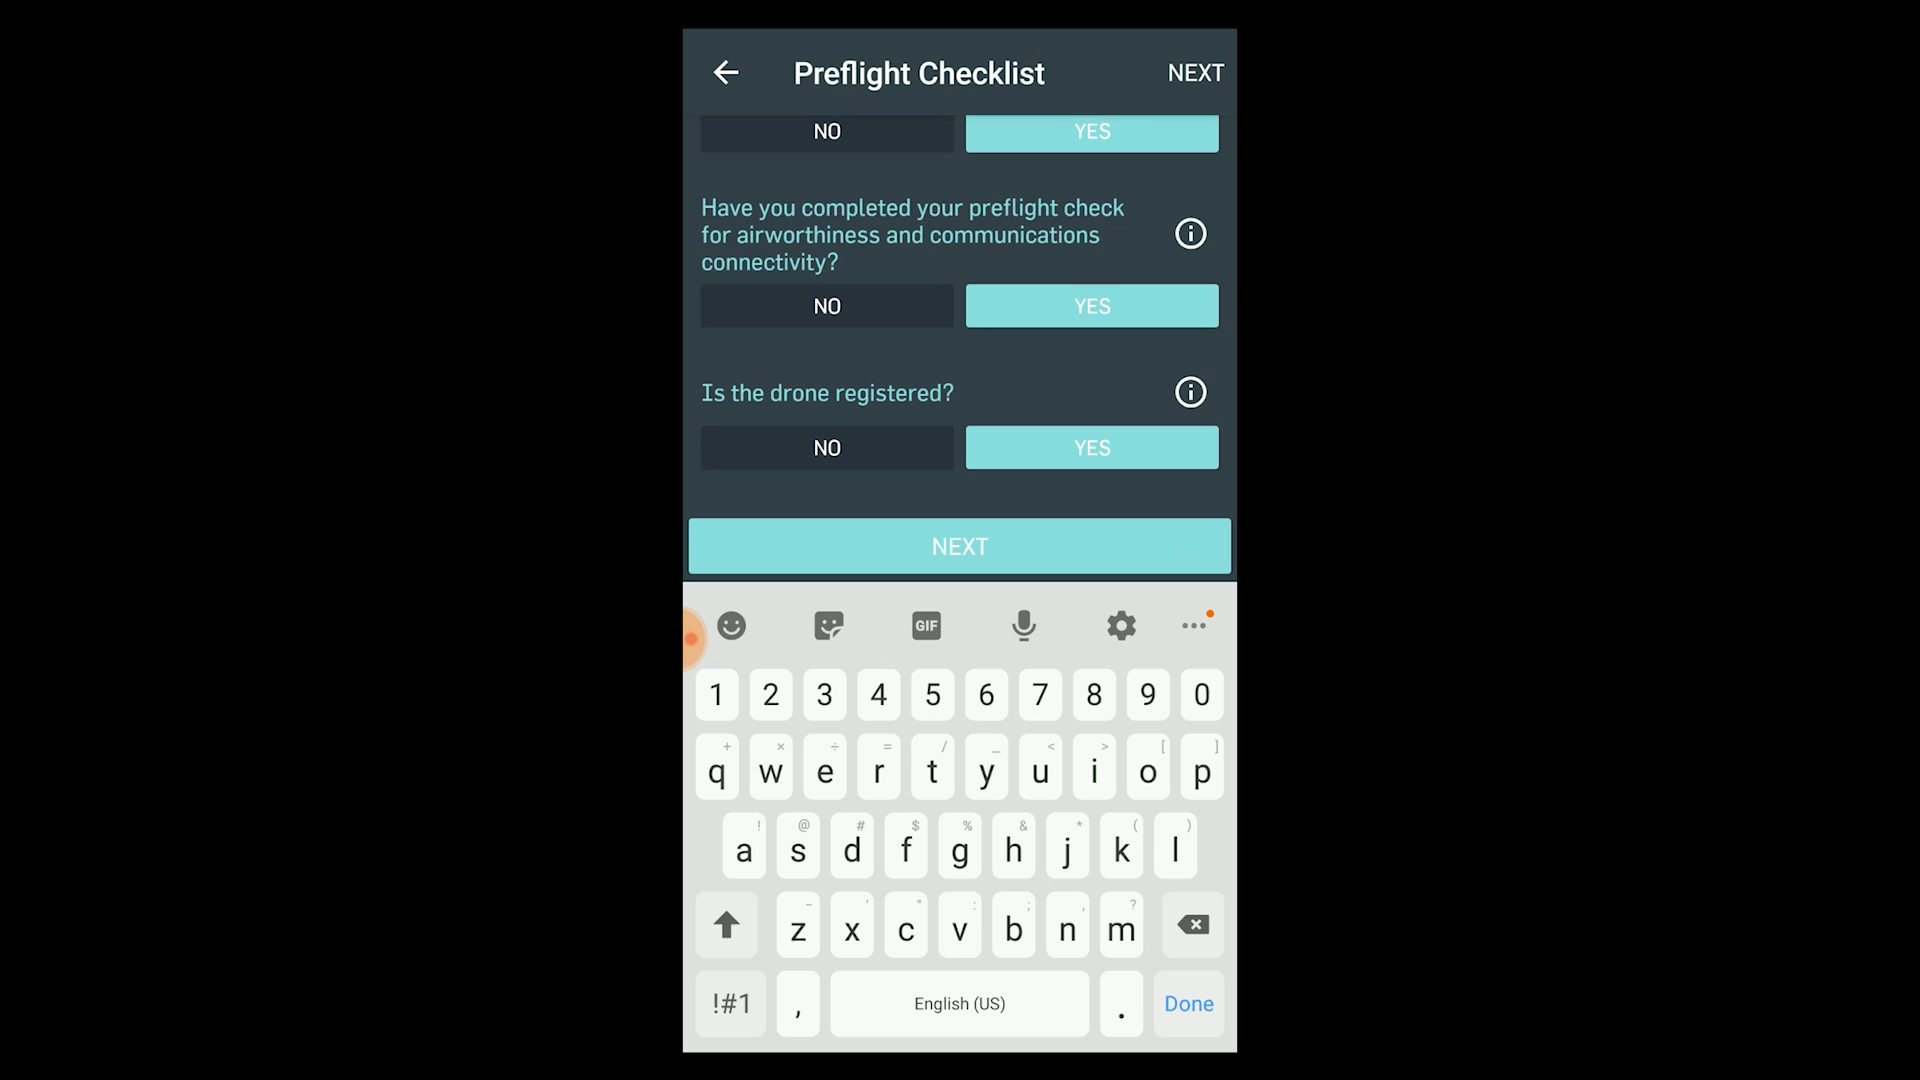 Preflight Checklist NEXT
NO YES
Have you completed your preflight check
for airworthiness and communications
connectivity?
NO YES
Is the drone registered?
NO YES
NEXT
GIF
1 2 3 4 5 6 7 8 9 0
+ × ÷ = / _ < > [ ]
q w e r t y u i o p
! @ # $ % & * ( )
a s d f g h j k l
- ' " : ; , ?
z x c v b n m
!#1 , English (US) . Done